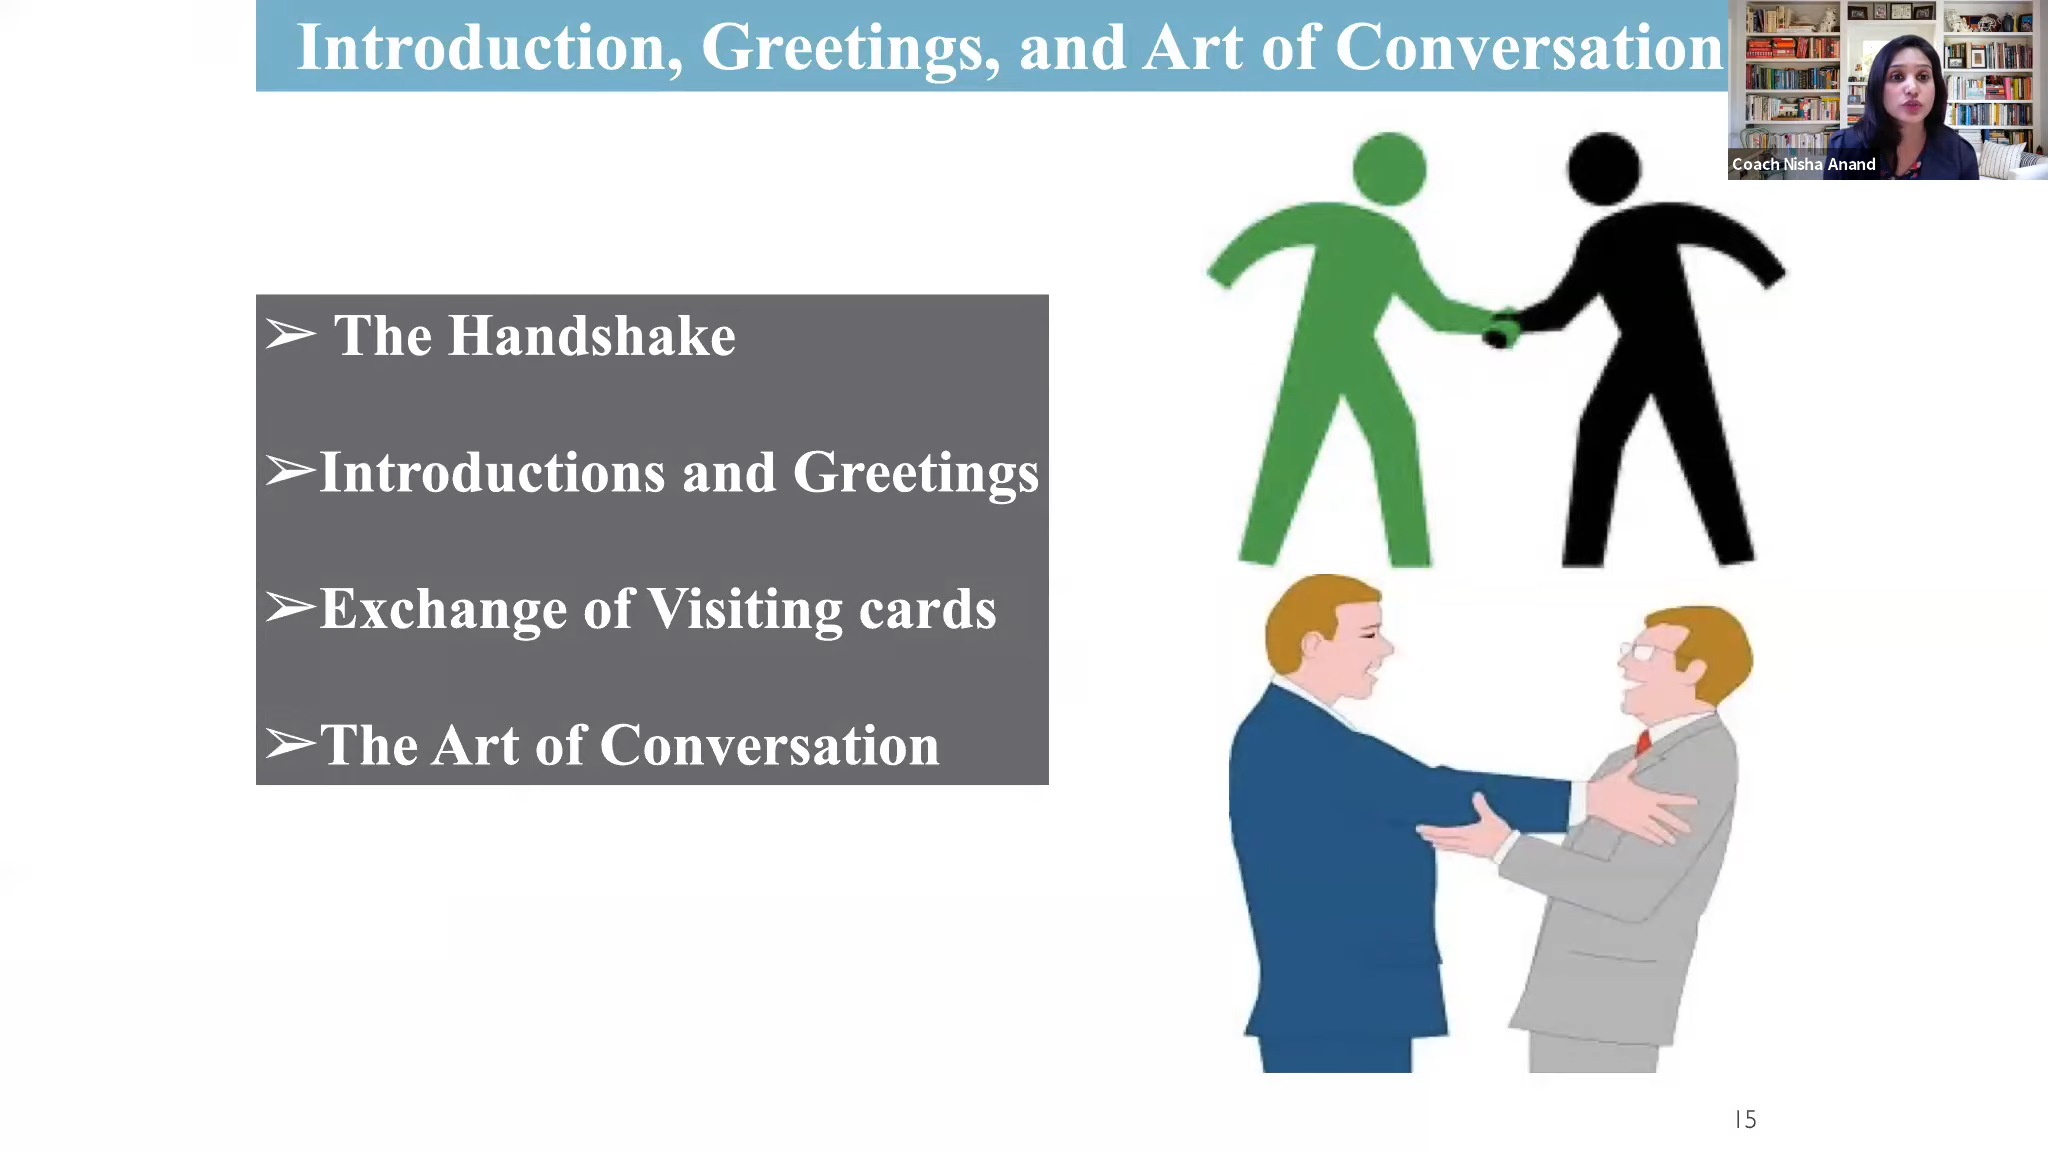 Introduction, Greetings, and Art of Conversation
Coach Nisha Anand
➢ The Handshake
➢Introductions and Greetings
➢Exchange of Visiting cards
➢The Art of Conversation
15